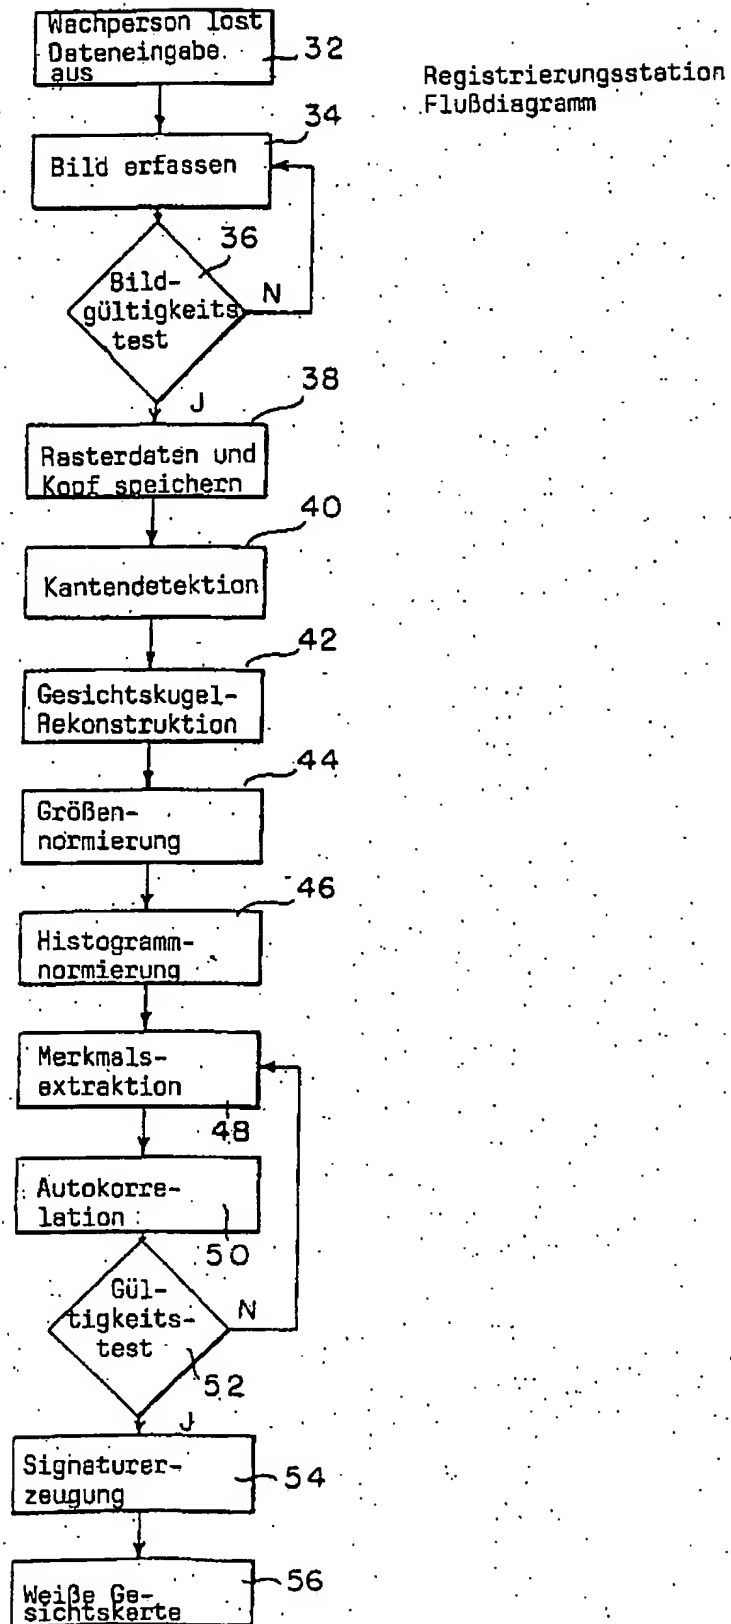 Wachperson löst
Dateneingabe
aus
32
Registrierungsstation
Flußdiagramm
34
Bild erfassen
36
Bild-
gültigkeits
test
N
J
38
Rasterdaten und
Kopf speichern
40
Kantendetektion
42
Gesichtskugel-
Rekonstruktion
44
Größen-
normierung
46
Histogramm-
normierung
Merkmals-
extraktion
48
Autokorre-
lation
50
Gül-
tigkeits-
test
N
52
J
Signaturer-
zeugung
54
Weiße Ge-
sichtskarte
56